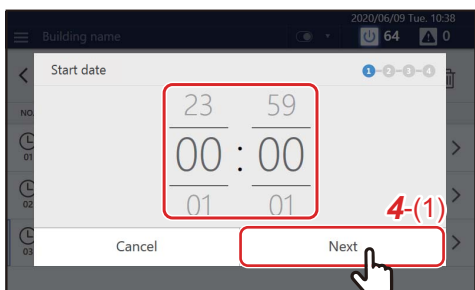 2020/06/09 Tue. 10:38
Building name
64
0
Start date
1-2-3-4
NO.
23 59
00 : 00
01 01
01
02
03
4-(1)
Cancel
Next